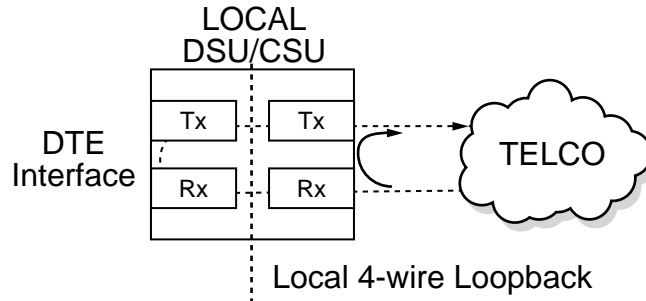 LOCAL
DSU/CSU
Tx
Tx
DTE
Interface
TELCO
Rx
Rx
Local 4-wire Loopback